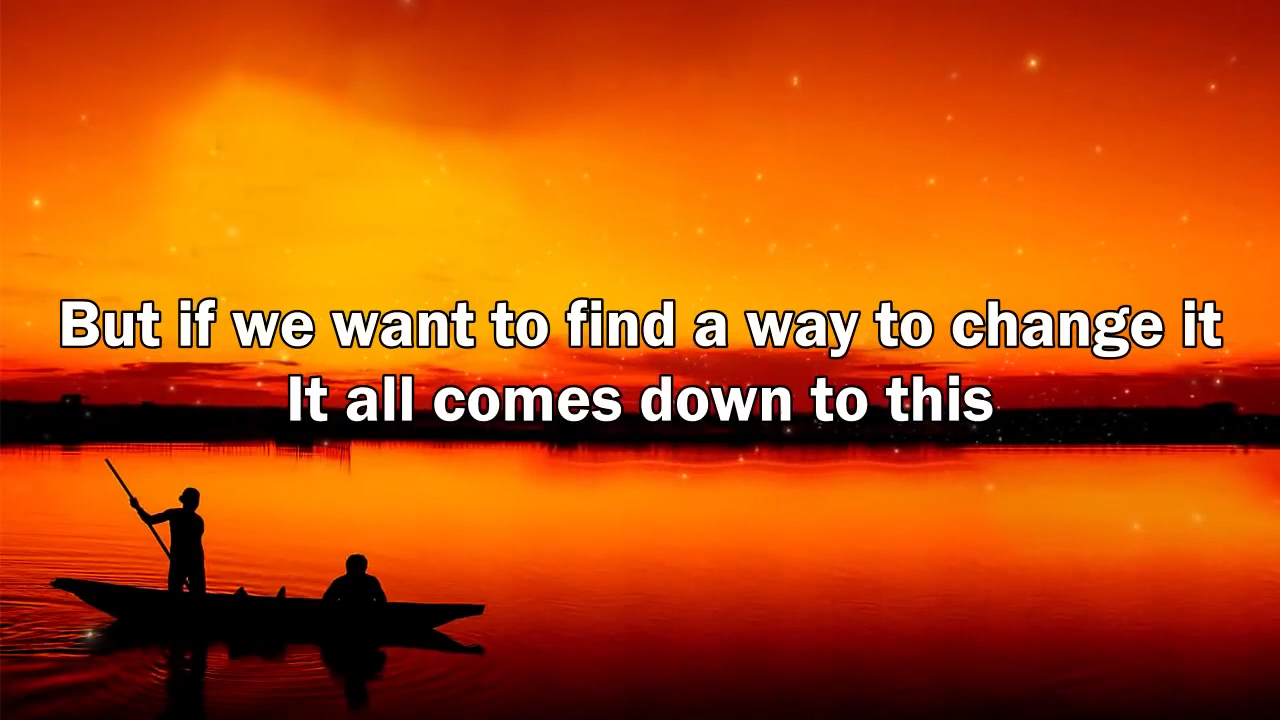 But if we want to find a way to change it
It all comes down to this